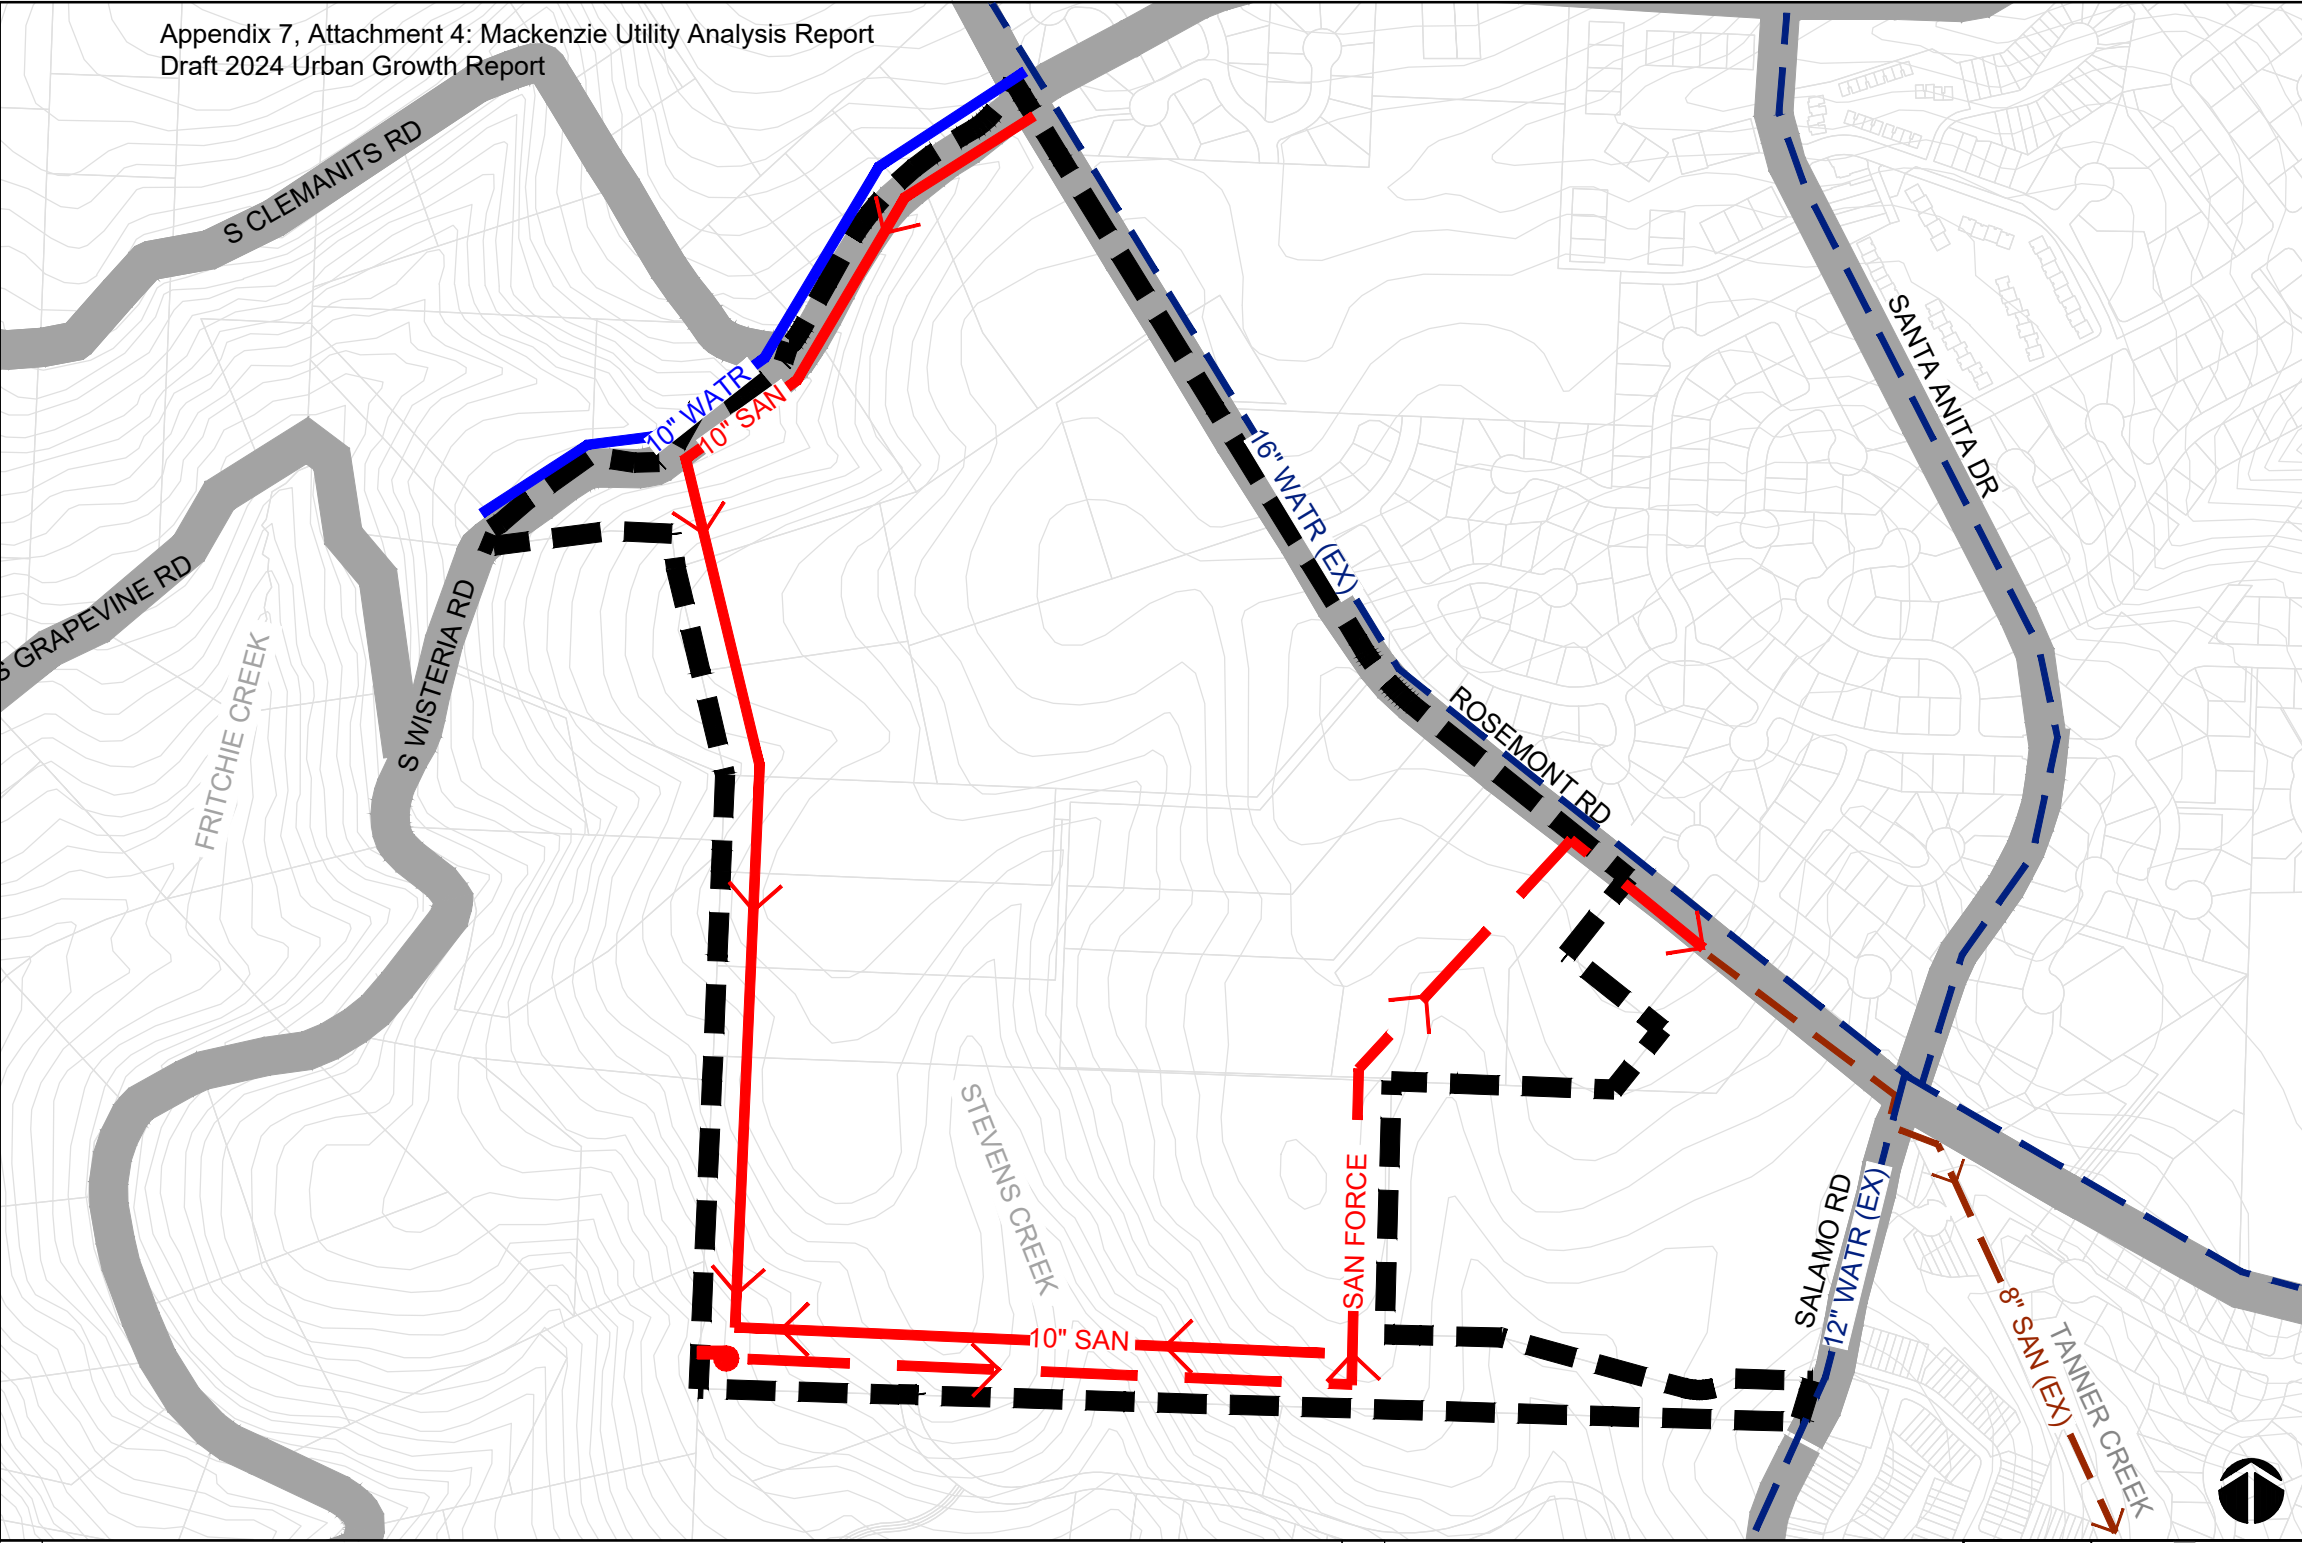 Appendix 7, Attachment 4: Mackenzie Utility Analysis Report
Draft 2024 Urban Growth Report
S CLEMANITS RD
SANTA ANITA DR
10" WATR
10" SAN
16" WATR (EX)
S GRAPEVINE RD
FRITCHIE CREEK
S WISTERIA RD
ROSEMONT RD
STEVENS CREEK
SAN FORCE
10" SAN
SALAMO RD
12" WATR (EX)
8" SAN (EX)
TANNER CREEK